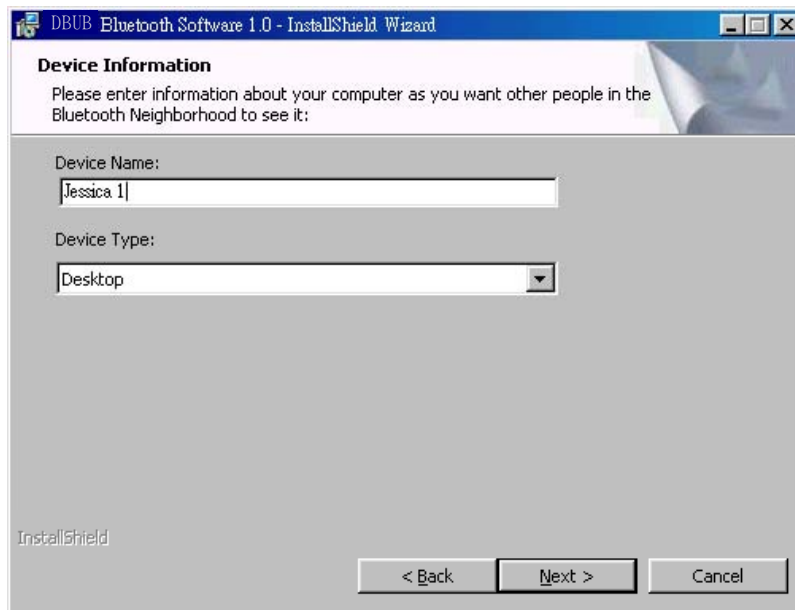 DBUB Bluetooth Software 1.0 - InstallShield Wizard
Device Information
Please enter information about your computer as you want other people in the
Bluetooth Neighborhood to see it:
Device Name:
Jessica 1
Device Type:
Desktop
InstallShield
< Back
Next >
Cancel